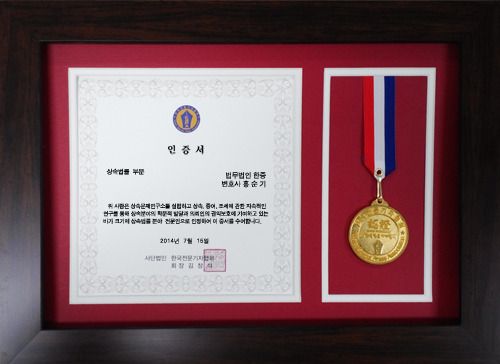 인 증 서
상속법률 부문
법무법인 한중
변호사 홍 순 기
위 사람은 상속문제연구소를 설립하고 상속, 증여, 조세에 관한 지속적인
연구를 통해 상속분야의 학문적 발달과 의뢰인의 권익보호에 기여하고 있는
바가 크기에 상속법률 분야 전문인으로 인정하여 이 증서를 수여합니다.
2014년 7월 15일
사단법인 한국전문기자협회
회 장 김 창